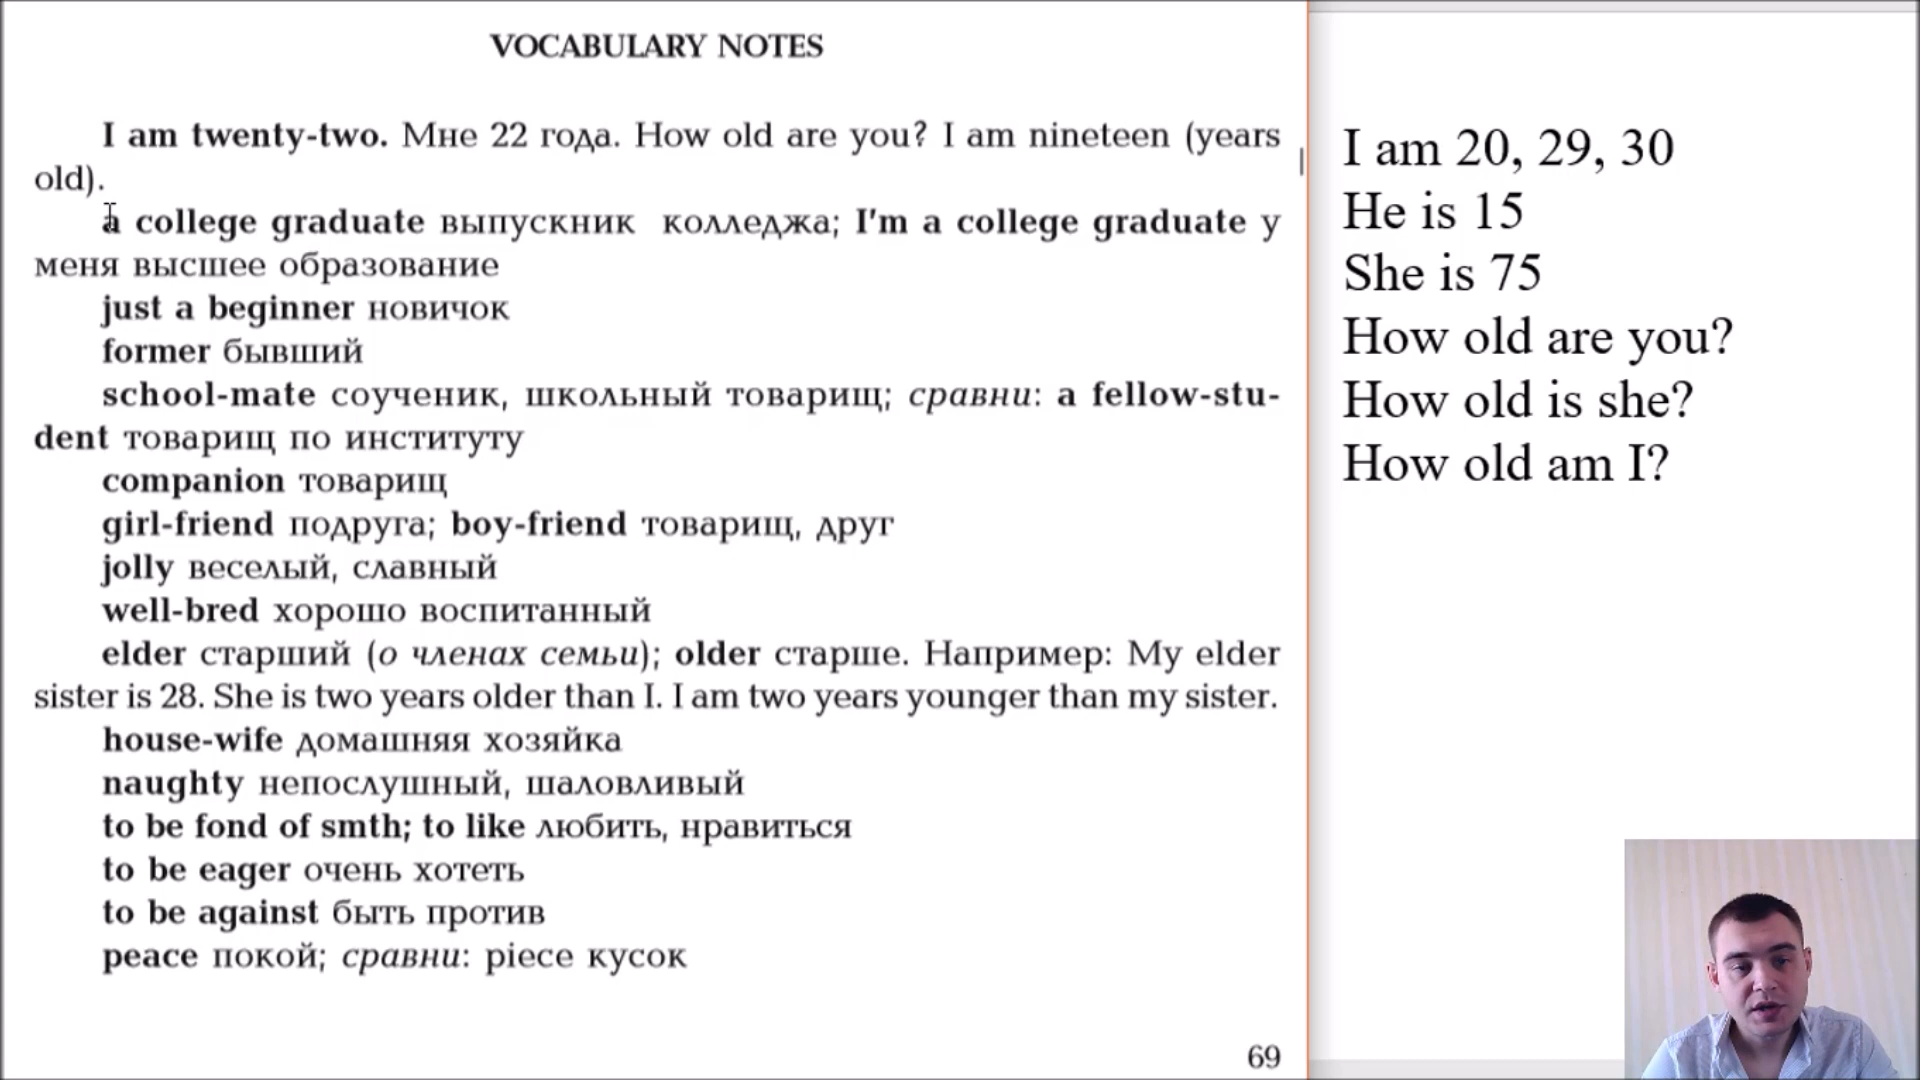 VOCABULARY NOTES
I am twenty-two. Мне 22 года. How old are you? I am nineteen (years
old).
a college graduate выпускник колледжа; I'm a college graduate у
меня высшее образование
just a beginner новичок
former бывший
school-mate соученик, школьный товарищ; сравни: a fellow-stu-
dent товарищ по институту
companion товарищ
girl-friend подруга; boy-friend товарищ, друг
jolly веселый, славный
well-bred хорошо воспитанный
elder старший (о членах семьи); older старше. Например: My elder
sister is 28. She is two years older than I. I am two years younger than my sister.
house-wife домашняя хозяйка
naughty непослушный, шаловливый
to be fond of smth; to like любить, нравиться
to be eager очень хотеть
to be against быть против
peace покой; сравни: piece кусок
69
I am 20, 29, 30
He is 15
She is 75
How old are you?
How old is she?
How old am I?